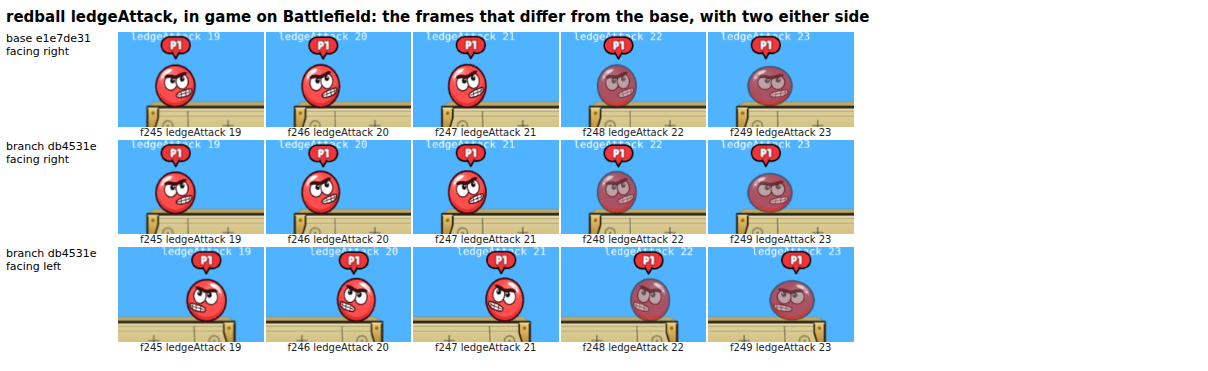 redball ledgeAttack, in game on Battlefield: the frames that differ from the base, with two either side
base e1e7de31
facing right
ledgeAttack 19 ledgeAttack 20 ledgeAttack 21 ledgeAttack 22 ledgeAttack 23
P1 P1 P1 P1 P1
f245 ledgeAttack 19 f246 ledgeAttack 20 f247 ledgeAttack 21 f248 ledgeAttack 22 f249 ledgeAttack 23
branch db4531e
facing right
ledgeAttack 19 ledgeAttack 20 ledgeAttack 21 ledgeAttack 22 ledgeAttack 23
P1 P1 P1 P1 P1
f245 ledgeAttack 19 f246 ledgeAttack 20 f247 ledgeAttack 21 f248 ledgeAttack 22 f249 ledgeAttack 23
branch db4531e
facing left
ledgeAttack 19 ledgeAttack 20 ledgeAttack 21 ledgeAttack 22 ledgeAttack 23
P1 P1 P1 P1 P1
f245 ledgeAttack 19 f246 ledgeAttack 20 f247 ledgeAttack 21 f248 ledgeAttack 22 f249 ledgeAttack 23